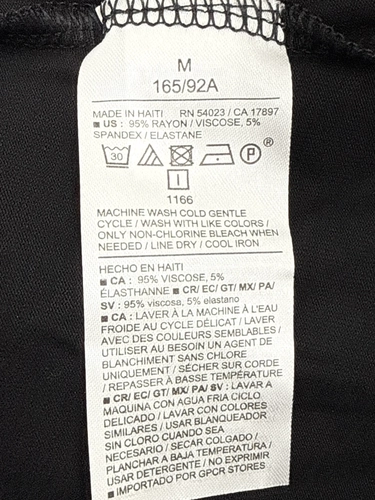 M
165/92A
MADE IN HAITI RN 54023 / CA 17897
■ US : 95% RAYON / VISCOSE, 5%
SPANDEX / ELASTANE
30 P ®
I
1166
MACHINE WASH COLD GENTLE
CYCLE / WASH WITH LIKE COLORS /
ONLY NON-CHLORINE BLEACH WHEN
NEEDED / LINE DRY / COOL IRON
HECHO EN HAITI
■ CA : 95% VISCOSE, 5%
ÉLASTHANNE ■ CR/ EC/ GT/ MX/ PA/
SV : 95% viscosa, 5% elastano
■ CA : LAVER À LA MACHINE À L'EAU
FROIDE AU CYCLE DÉLICAT / LAVER
AVEC DES COULEURS SEMBLABLES /
UTILISER AU BESOIN UN AGENT DE
BLANCHIMENT SANS CHLORE
UNIQUEMENT / SÉCHER SUR CORDE
/ REPASSER À BASSE TEMPÉRATURE
■ CR/ EC/ GT/ MX/ PA/ SV : LAVAR A
MAQUINA CON AGUA FRIA CICLO
DELICADO / LAVAR CON COLORES
SIMILARES / USAR BLANQUEADOR
SIN CLORO CUANDO SEA
NECESARIO / SECAR COLGADO /
PLANCHAR A BAJA TEMPERATURA /
USAR DETERGENTE / NO EXPRIMIR
■ IMPORTADO POR GPCR STORES